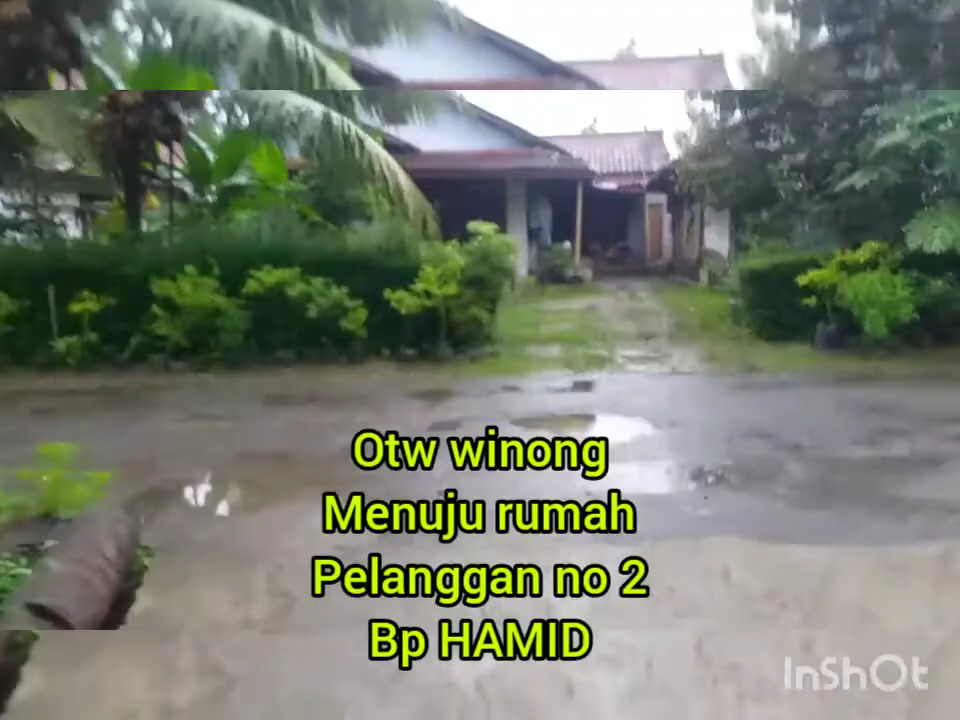 Otw winong
Menuju rumah
Pelanggan no 2
Bp HAMID
InShOt